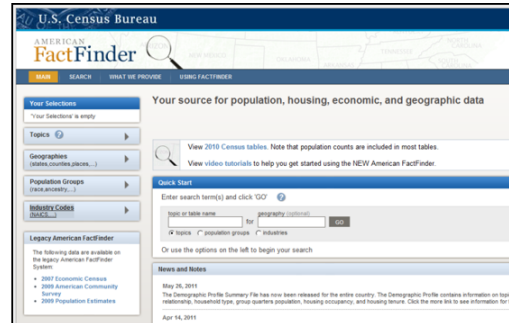 U.S. Census Bureau
AMERICAN
FactFinder
MAIN SEARCH WHAT WE PROVIDE USING FACTFINDER
Your Selections
'Your Selections' is empty
Topics
Geographies
(states,counties,places,...)
Population Groups
(race,ancestry,...)
Industry Codes
(NAICS,...)
Legacy American FactFinder
The following data are available on
the legacy American FactFinder
System:
2007 Economic Census
2009 American Community
Survey
2009 Population Estimates
Your source for population, housing, economic, and geographic data
View 2010 Census tables. Note that population counts are included in most tables.
View video tutorials to help you get started using the NEW American FactFinder.
Quick Start
Enter search term(s) and click 'GO'
topic or table name geography (optional)
for GO
topics population groups industries
Or use the options on the left to begin your search
News and Notes
May 26, 2011
The Demographic Profile Summary File has now been released for the entire country. The Demographic Profile contains information on topi
relationship, household type, group quarters population, housing occupancy, and housing tenure. Click the more link to see information for
Apr 14, 2011